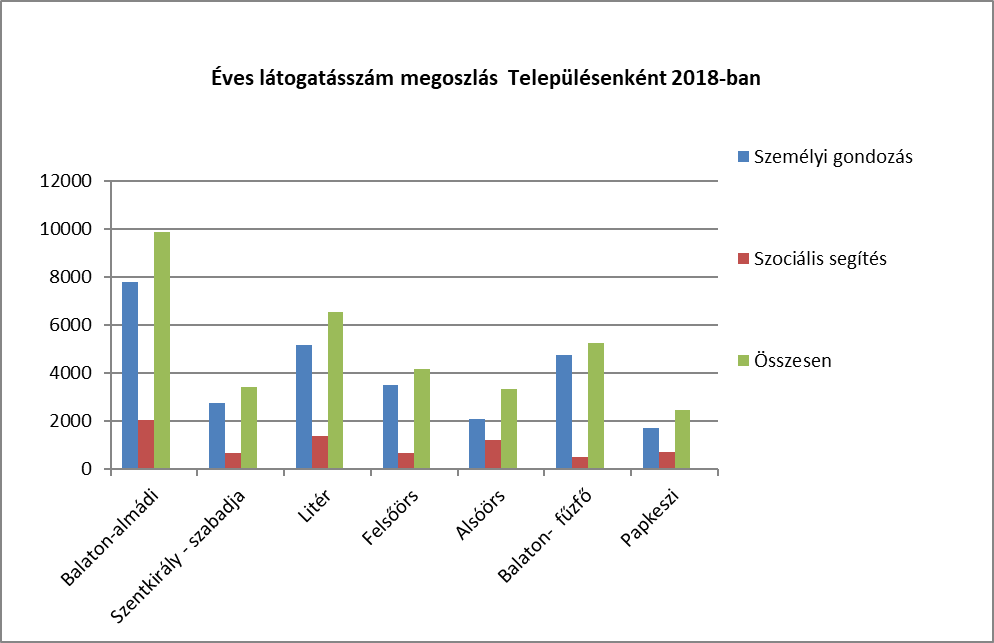 Éves látogatásszám megoszlás  Településenként 2018-ban
12000
10000
8000
6000
4000
2000
0
Balaton-almádi
Szentkirály - szabadja
Litér
Felsőörs
Alsóörs
Balaton-  fűzfő
Papkeszi
Személyi gondozás
Szociális segítés
Összesen